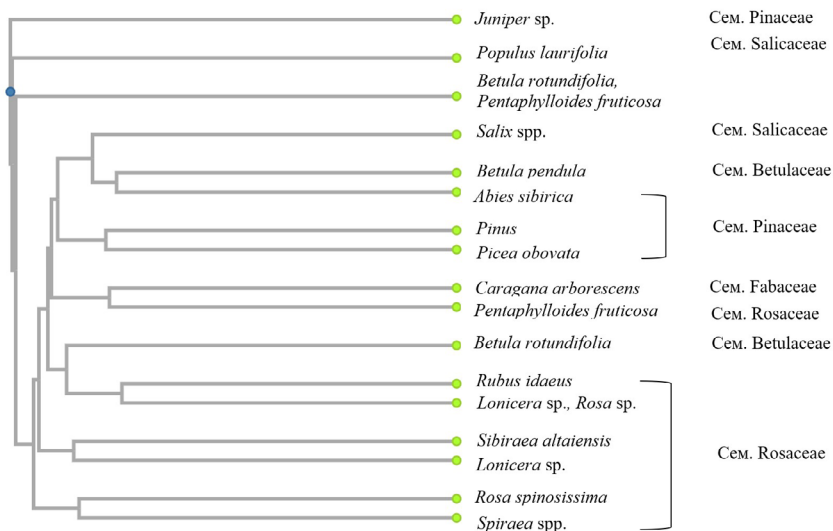 Juniper sp. Сем. Pinaceae
Populus laurifolia Сем. Salicaceae
Betula rotundifolia,
Pentaphylloides fruticosa
Salix spp. Сем. Salicaceae
Betula pendula Сем. Betulaceae
Abies sibirica
Pinus Сем. Pinaceae
Picea obovata
Caragana arborescens Сем. Fabaceae
Pentaphylloides fruticosa Сем. Rosaceae
Betula rotundifolia Сем. Betulaceae
Rubus idaeus
Lonicera sp., Rosa sp.
Sibiraea altaiensis
Сем. Rosaceae
Lonicera sp.
Rosa spinosissima
Spiraea spp.